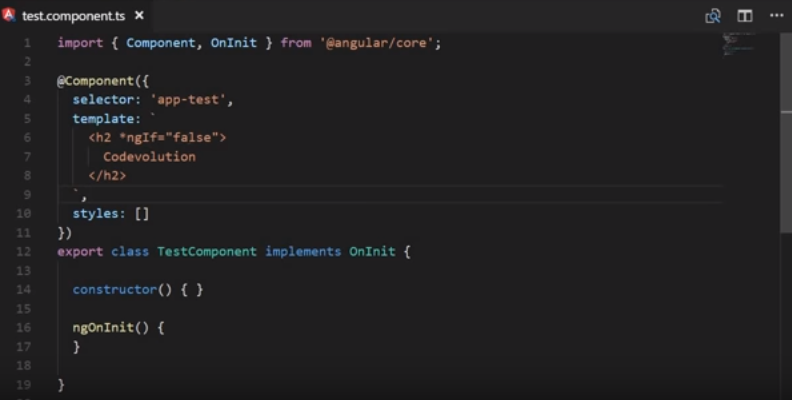 test.component.ts ×
1 import { Component, OnInit } from '@angular/core';
2
3 @Component({
4   selector: 'app-test',
5   template: `
6     <h2 *ngIf="false">
7       Codevolution
8     </h2>
9   `,
10   styles: []
11 })
12 export class TestComponent implements OnInit {
13
14   constructor() { }
15
16   ngOnInit() {
17   }
18
19 }